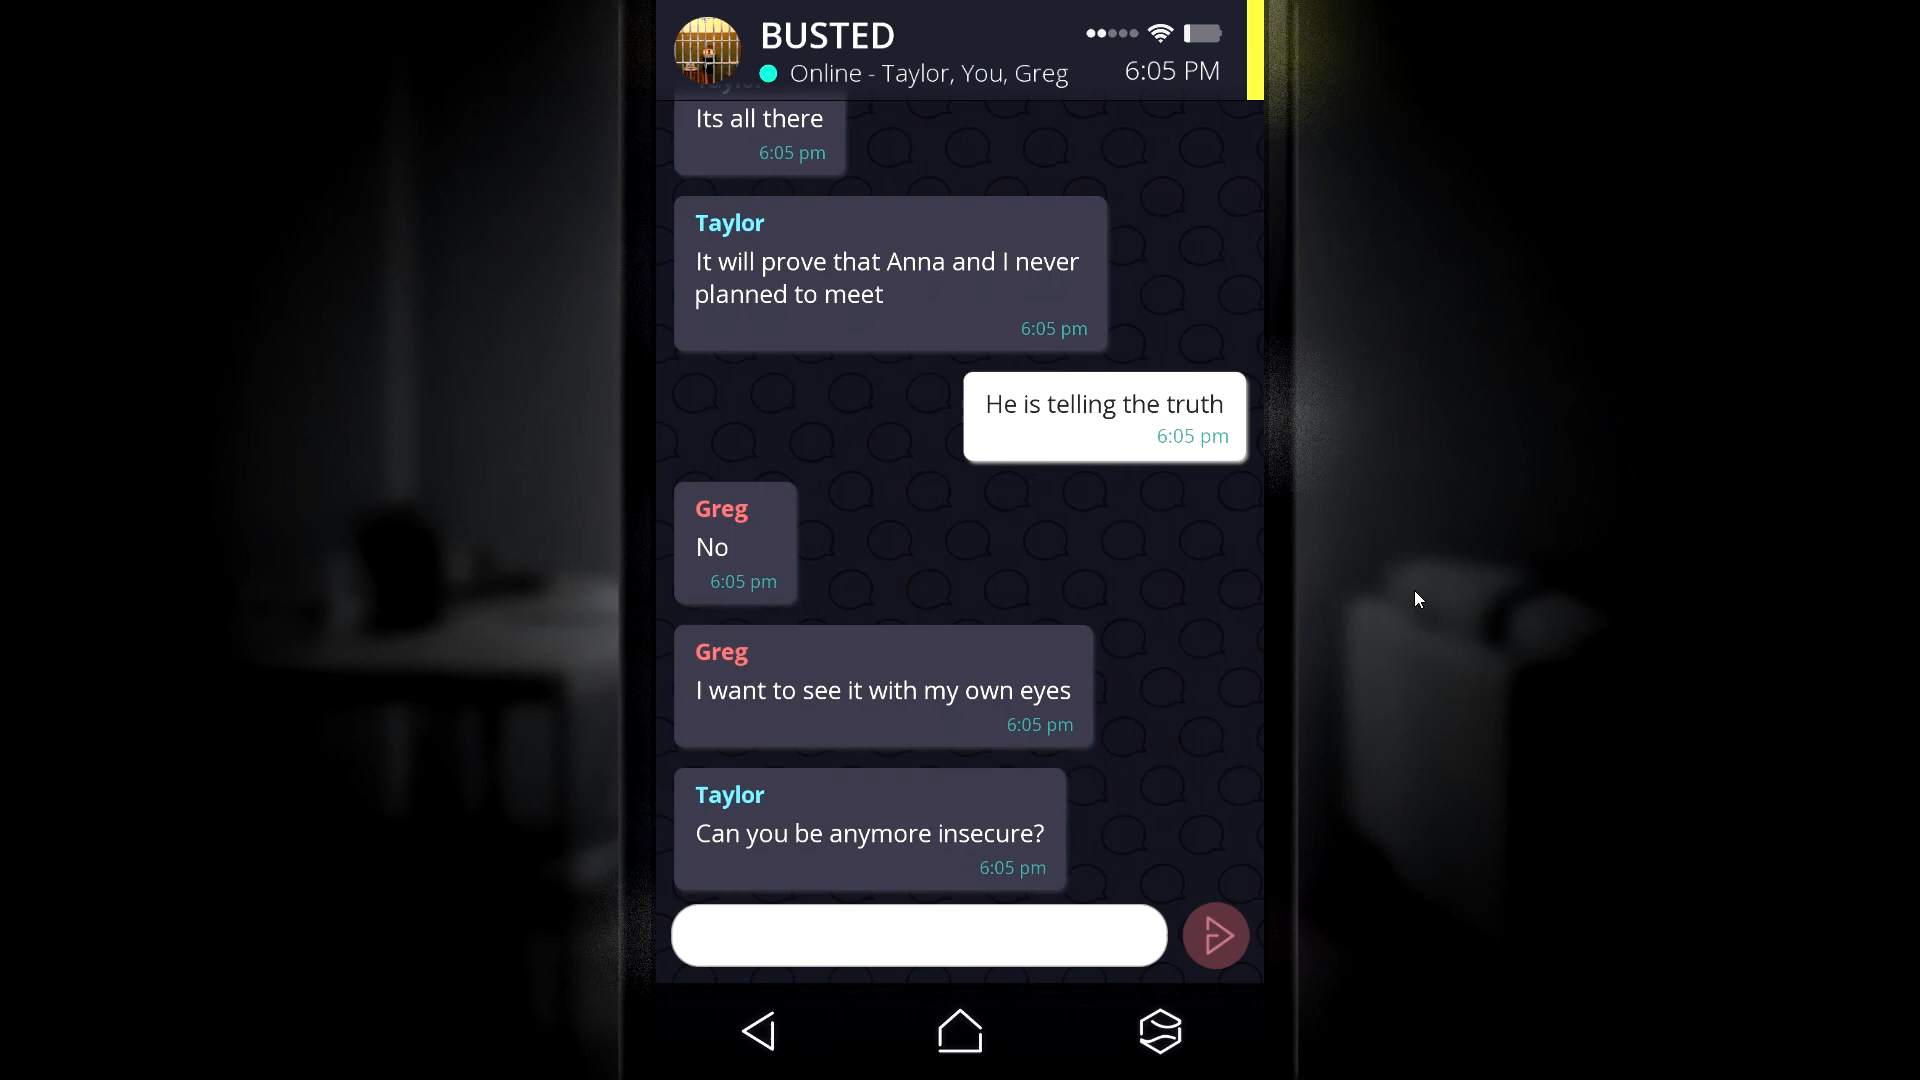 BUSTED
Online - Taylor, You, Greg
6:05 PM
Its all there
6:05 pm
Taylor
It will prove that Anna and I never
planned to meet
6:05 pm
He is telling the truth
6:05 pm
Greg
No
6:05 pm
Greg
I want to see it with my own eyes
6:05 pm
Taylor
Can you be anymore insecure?
6:05 pm